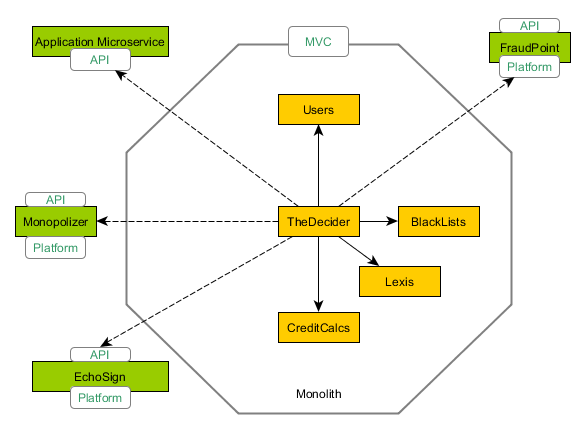 API
MVC
Application Microservice
FraudPoint
API
Platform
Users
API
Monopolizer
TheDecider
BlackLists
Platform
Lexis
CreditCalcs
API
EchoSign
Monolith
Platform